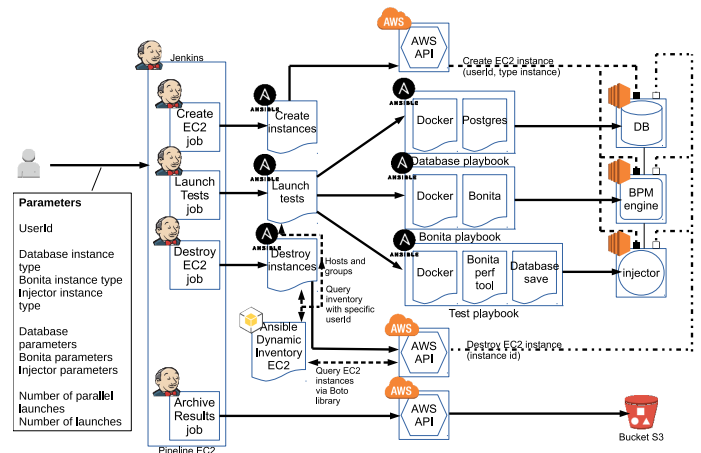 Jenkins
AWS
AWS
API
Create EC2 instance
(userId, type instance)
Create
EC2
job
ANSIBLE
Create
instances
ANSIBLE
Docker
Postgres
Database playbook
DB
Launch
Tests
job
ANSIBLE
Launch
tests
ANSIBLE
Docker
Bonita
Bonita playbook
BPM
engine
Destroy
EC2
job
ANSIBLE
Destroy
instances
ANSIBLE
Docker
Bonita
perf
tool
Database
save
Test playbook
injector
Hosts and
groups
Query
inventory
with specific
userId
Ansible
Dynamic
Inventory
EC2
Query EC2
instances
via Boto
library
AWS
AWS
API
Destroy EC2 instance
(instance id)
Archive
Results
job
Pipeline EC2
AWS
AWS
API
Bucket S3
Parameters
UserId
Database instance
type
Bonita instance type
Injector instance
type
Database
parameters
Bonita parameters
Injector parameters
Number of parallel
launches
Number of launches